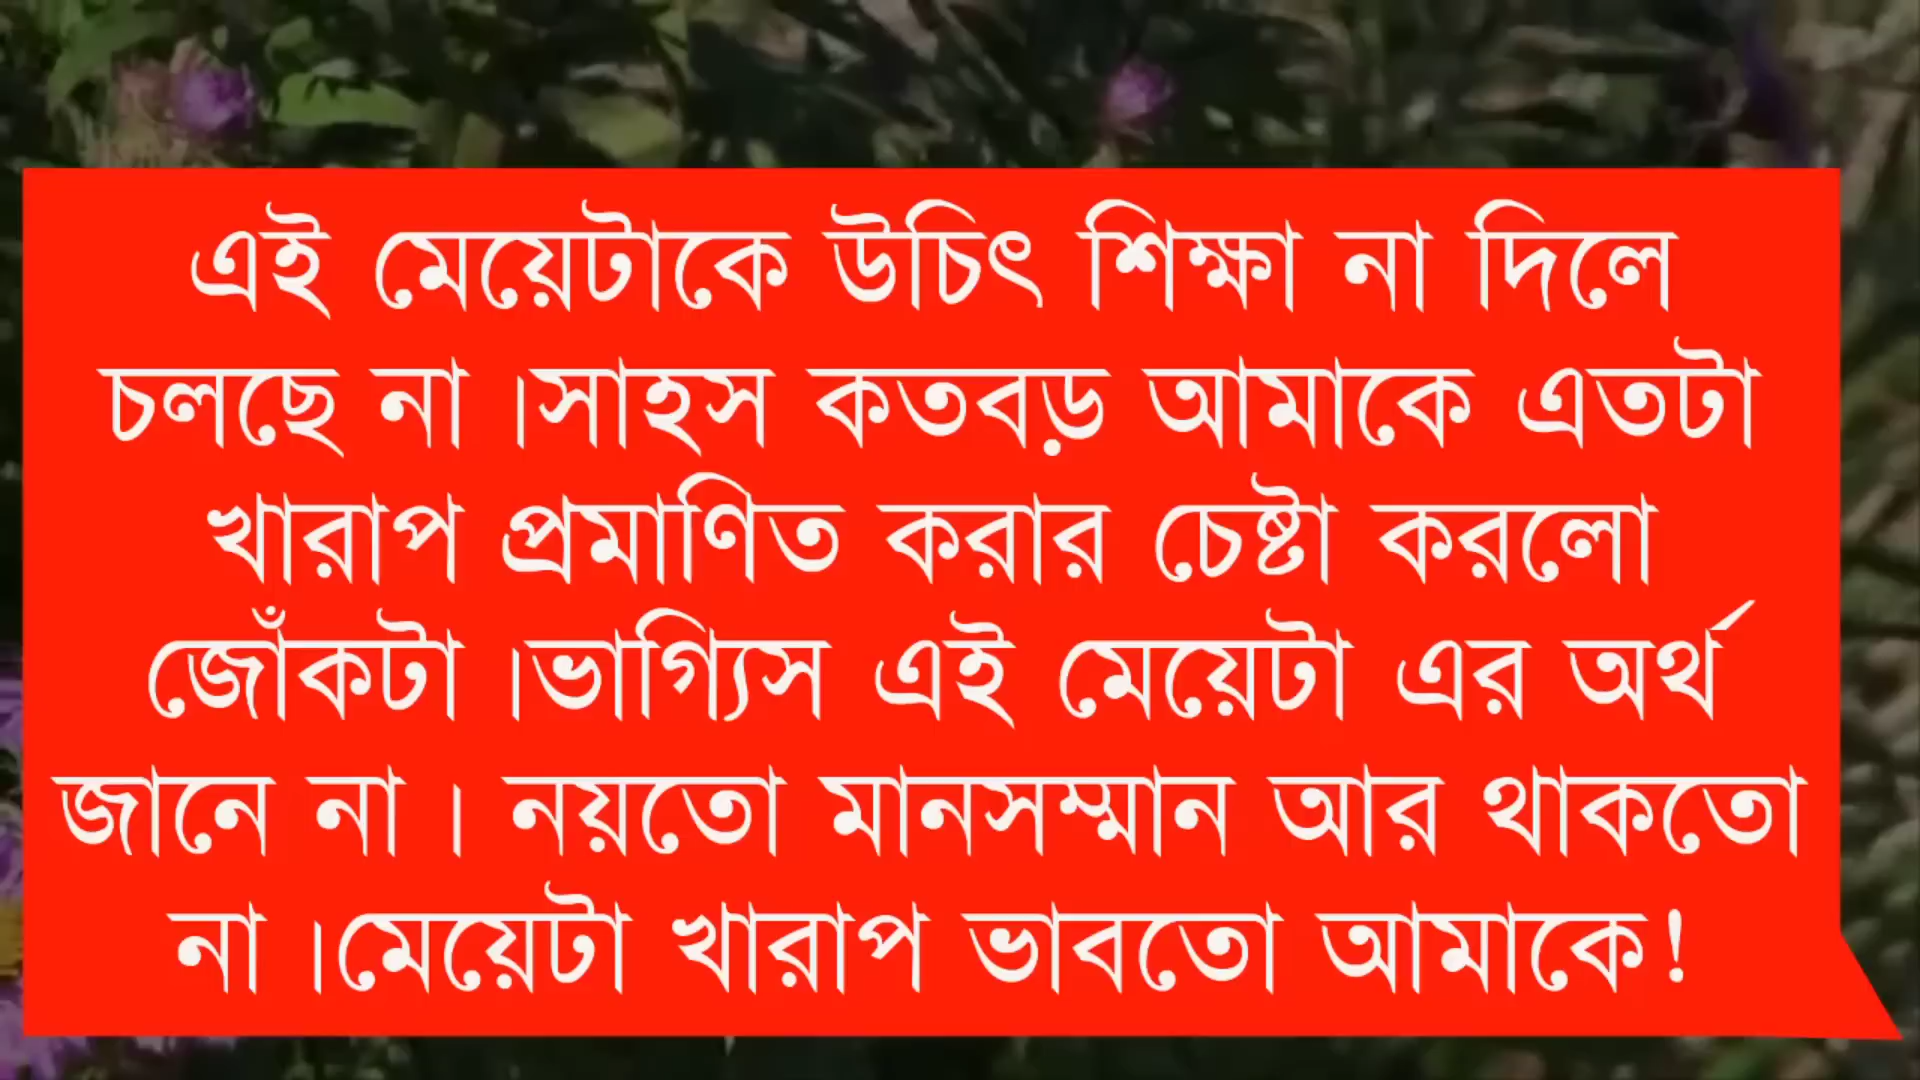 এই মেয়েটাকে উচিৎ শিক্ষা না দিলে
চলছে না ।সাহস কতবড় আমাকে এতটা
খারাপ প্রমাণিত করার চেষ্টা করলো
জোঁকটা ।ভাগ্যিস এই মেয়েটা এর অর্থ
জানে না । নয়তো মানসম্মান আর থাকতো
না ।মেয়েটা খারাপ ভাবতো আমাকে!